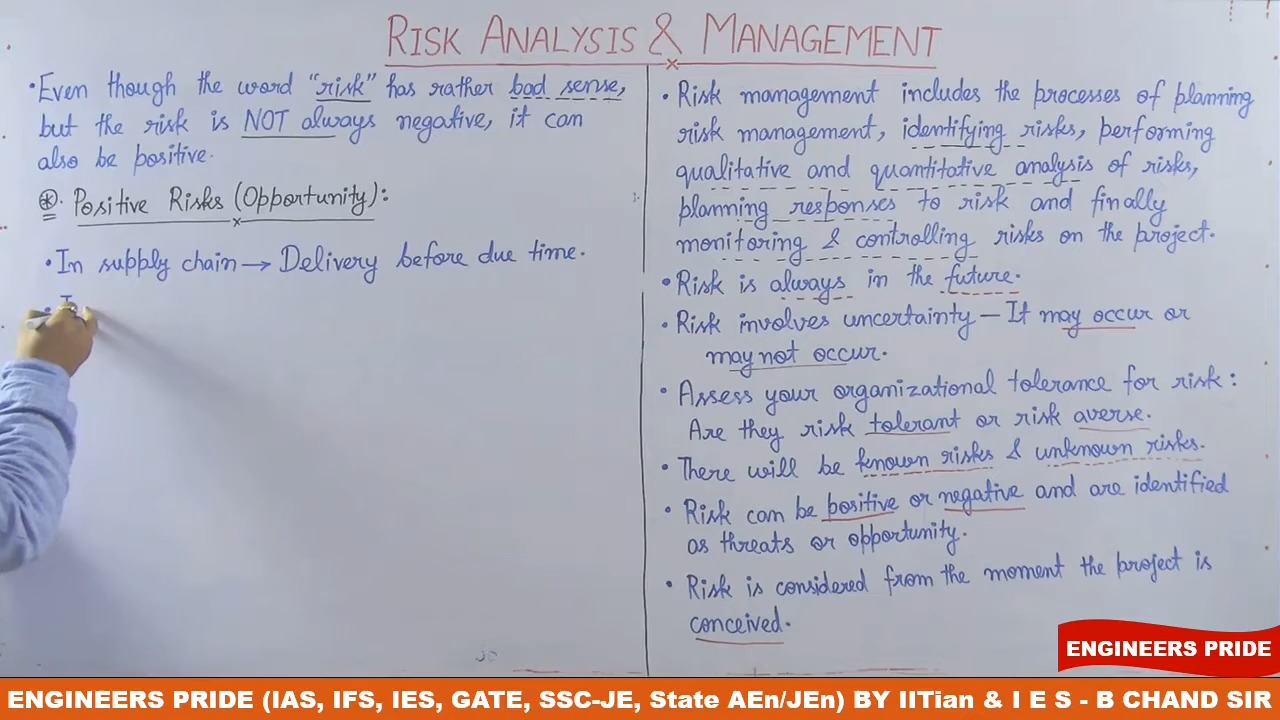 RISK ANALYSIS & MANAGEMENT
• Even though the word "risk" has rather bad sense,
but the risk is NOT always negative, it can
also be positive.
Positive Risks (Opportunity):
• In supply chain → Delivery before due time.
• I
• Risk management includes the processes of planning
risk management, identifying risks, performing
qualitative and quantitative analysis of risks,
planning responses to risk and finally
monitoring & controlling risks on the project.
• Risk is always in the future.
• Risk involves uncertainty – It may occur or
may not occur.
• Assess your organizational tolerance for risk:
Are they risk tolerant or risk averse.
• There will be known risks & unknown risks.
• Risk can be positive or negative and are identified
as threats or opportunity.
• Risk is considered from the moment the project is
conceived.
ENGINEERS PRIDE
ENGINEERS PRIDE (IAS, IFS, IES, GATE, SSC-JE, State AEn/JEn) BY IITian & I E S - B CHAND SIR